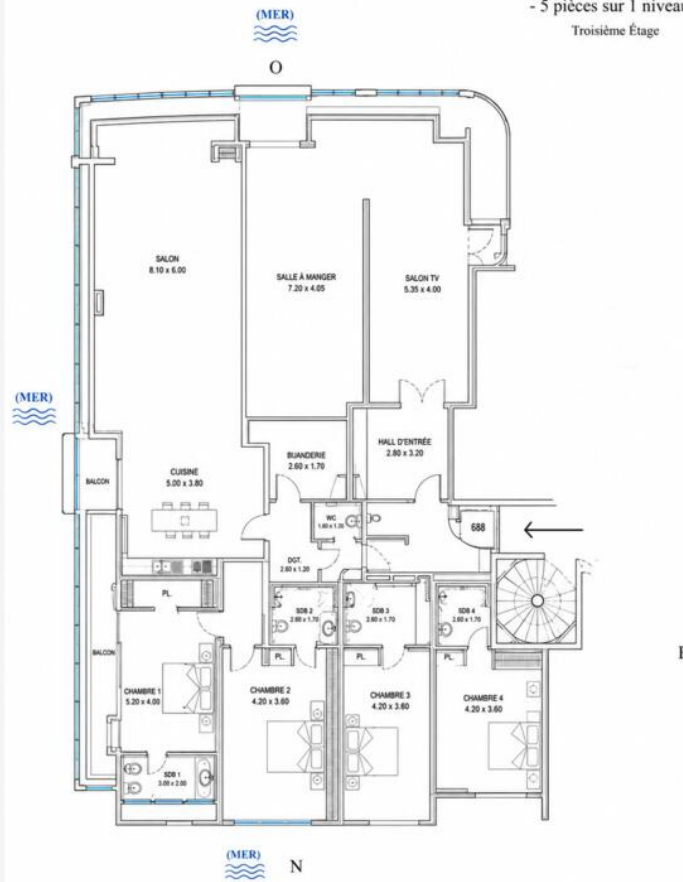 - 5 pièces sur 1 niveau
Troisième Étage
(MER)
O
SALON
8.10 x 6.00
SALLE À MANGER
7.20 x 4.05
SALON TV
5.35 x 4.00
(MER)
HALL D'ENTRÉE
2.80 x 3.20
BUANDERIE
2.60 x 1.70
CUISINE
5.00 x 3.80
BALCON
WC
688
DGT.
2.60 x 1.20
PL.
SDB 2
2.60 x 1.70
SDB 3
2.60 x 1.70
SDB 4
2.60 x 1.70
BALCON
PL.
PL.
PL.
CHAMBRE 1
5.20 x 4.00
CHAMBRE 2
4.20 x 3.60
CHAMBRE 3
4.20 x 3.60
CHAMBRE 4
4.20 x 3.60
SDB 1
3.00 x 2.00
(MER)
N